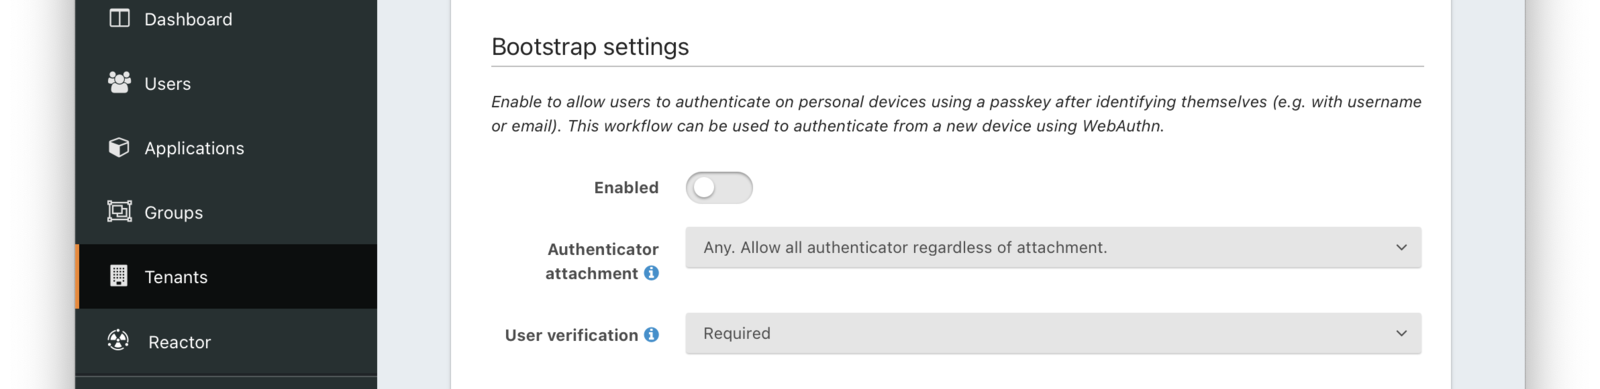 Dashboard
Users
Applications
Groups
Tenants
Reactor
Bootstrap settings
Enable to allow users to authenticate on personal devices using a passkey after identifying themselves (e.g. with username
or email). This workflow can be used to authenticate from a new device using WebAuthn.
Enabled
Authenticator
attachment
Any. Allow all authenticator regardless of attachment.
User verification
Required